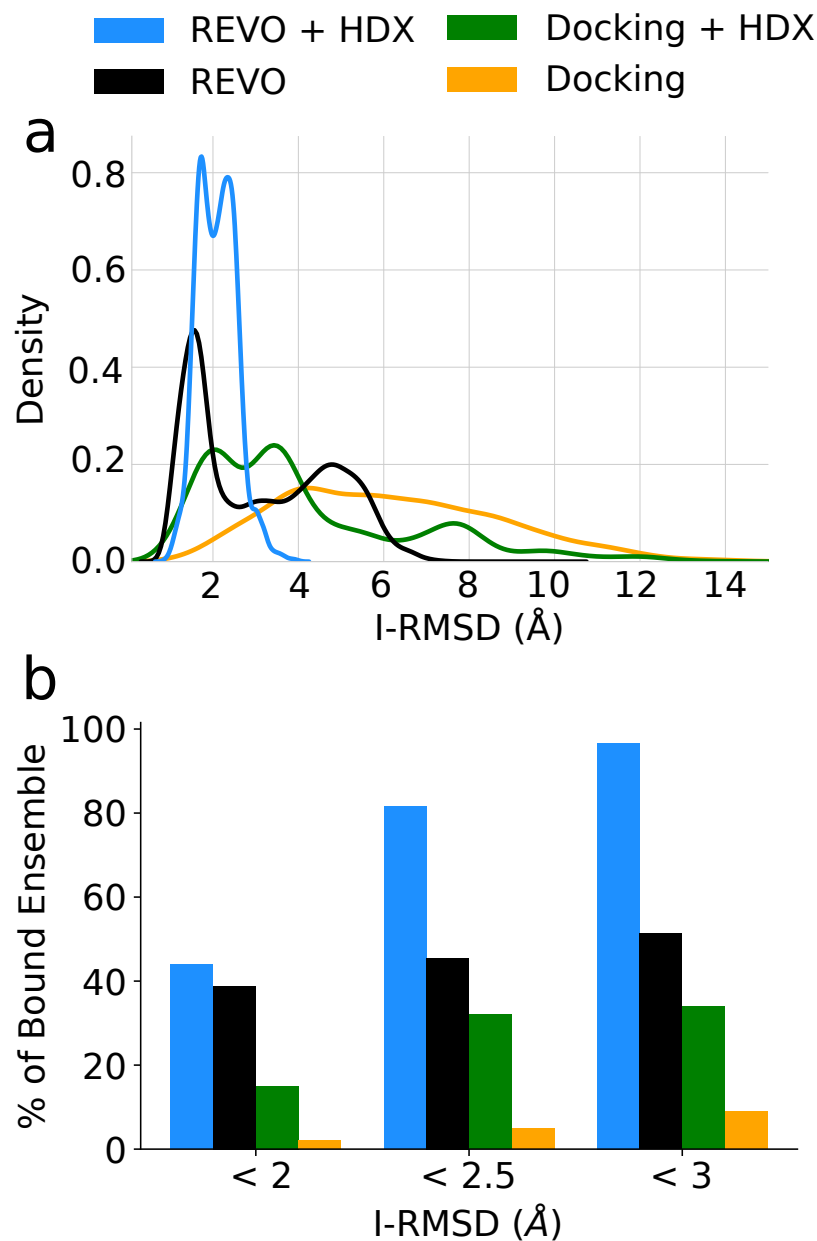 REVO + HDX Docking + HDX
REVO Docking
a
Density
0.8
0.6
0.4
0.2
0.0
2 4 6 8 10 12 14
I-RMSD (Å)
b
% of Bound Ensemble
100
80
60
40
20
0
< 2 < 2.5 < 3
I-RMSD (Å)